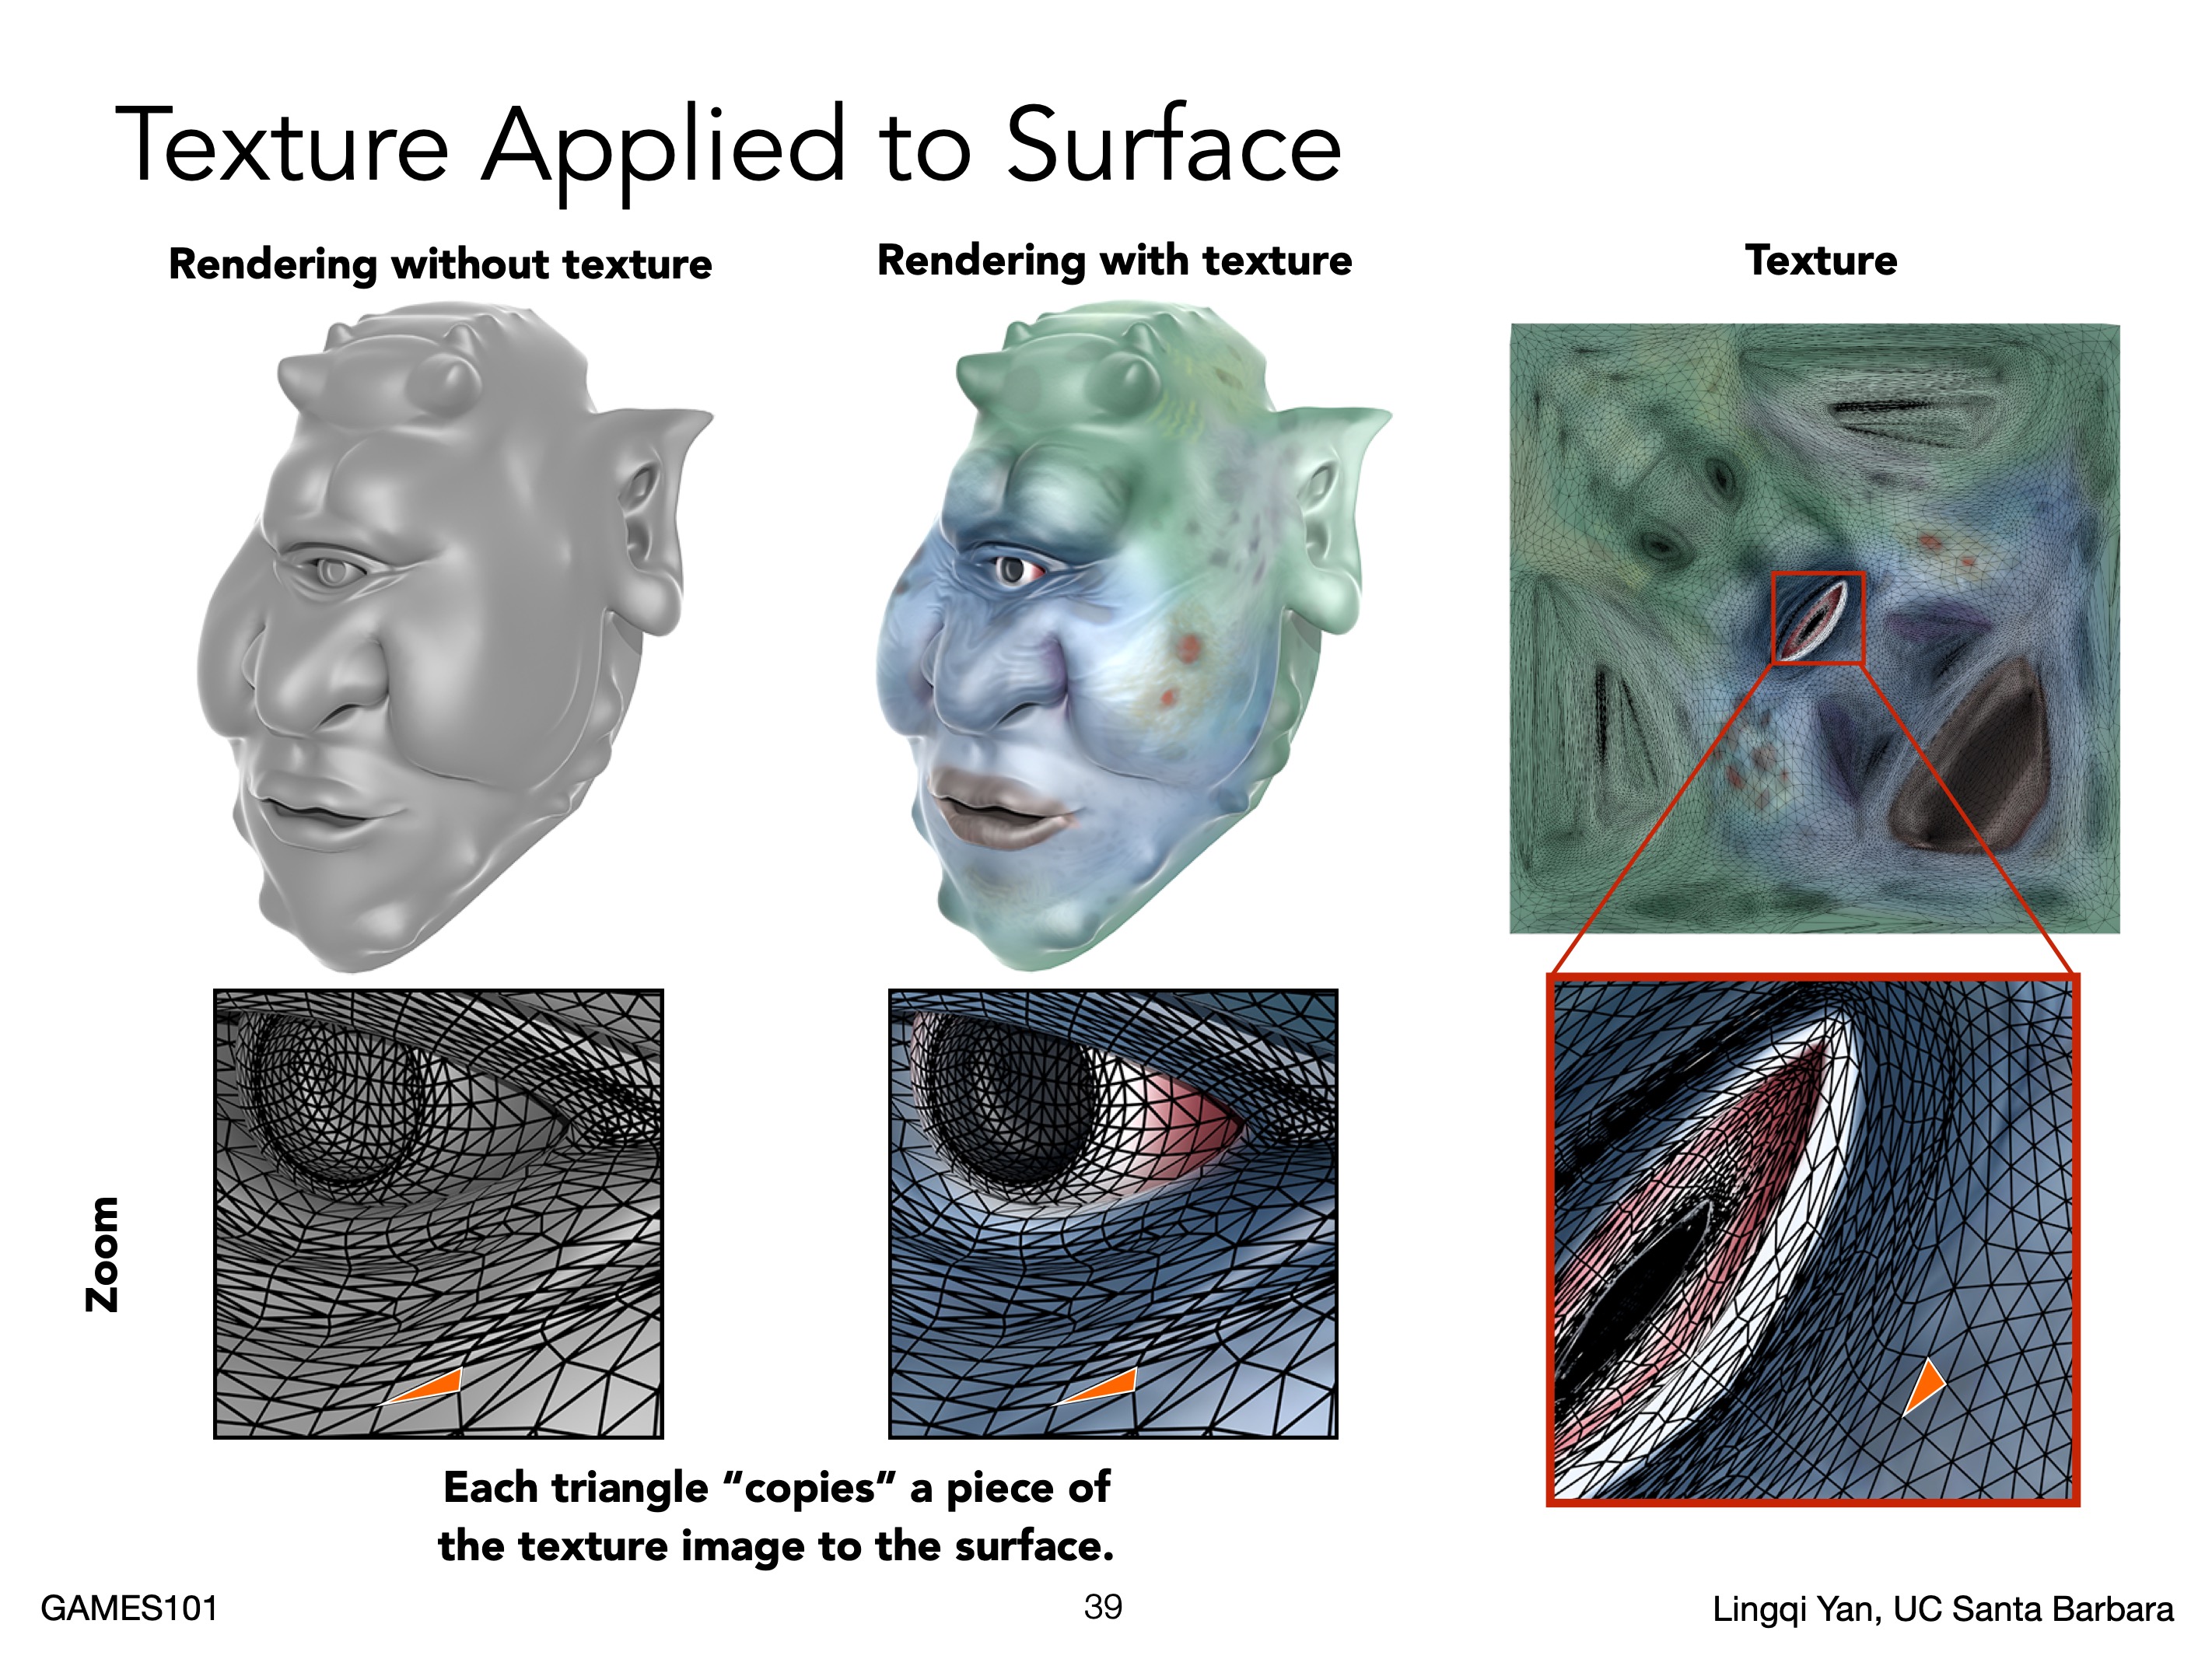 Texture Applied to Surface
Rendering without texture
Rendering with texture
Texture
Zoom
Each triangle “copies” a piece of
the texture image to the surface.
GAMES101
39
Lingqi Yan, UC Santa Barbara